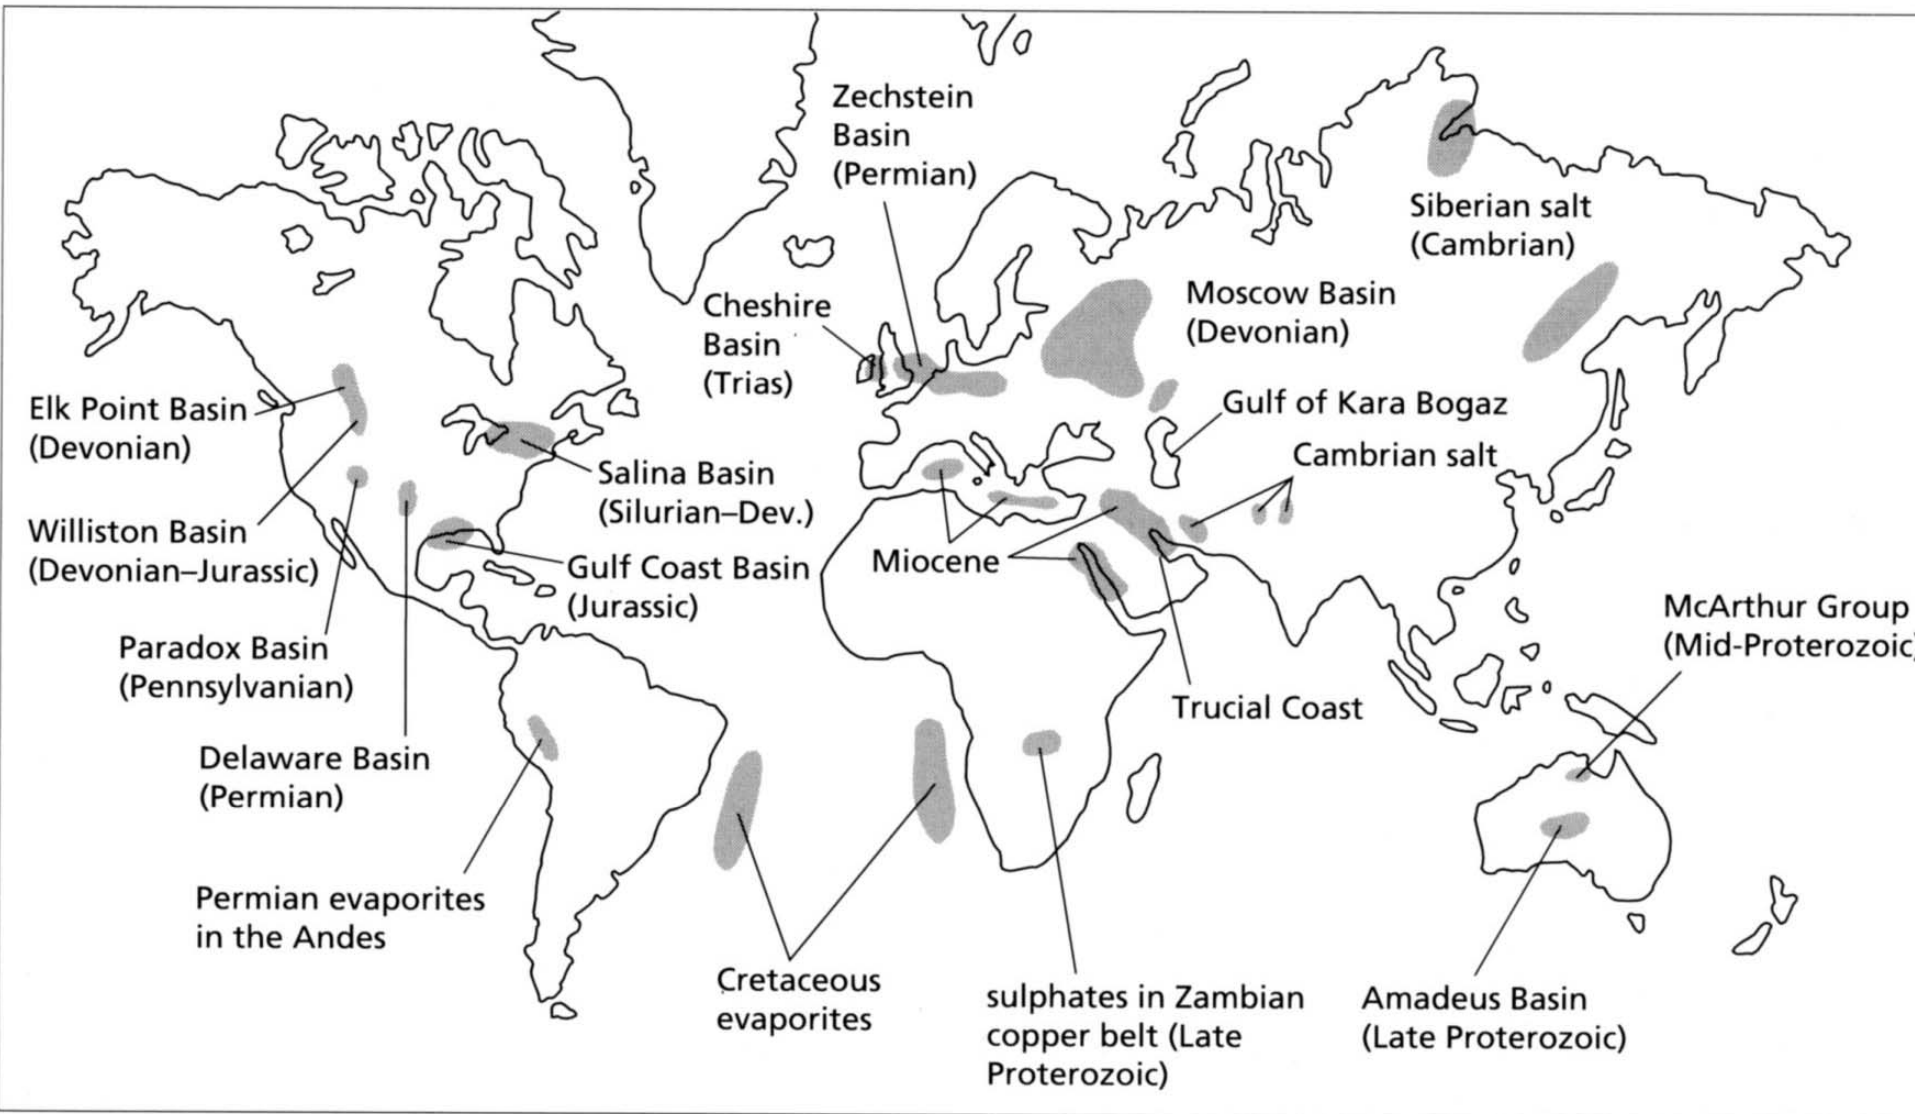 Zechstein
Basin
(Permian)
Siberian salt
(Cambrian)
Cheshire
Basin
(Trias)
Moscow Basin
(Devonian)
Elk Point Basin
(Devonian)
Gulf of Kara Bogaz
Cambrian salt
Salina Basin
(Silurian–Dev.)
Williston Basin
(Devonian–Jurassic)
Gulf Coast Basin
(Jurassic)
Miocene
McArthur Group
(Mid-Proterozoic)
Paradox Basin
(Pennsylvanian)
Trucial Coast
Delaware Basin
(Permian)
Permian evaporites
in the Andes
Cretaceous
evaporites
sulphates in Zambian
copper belt (Late
Proterozoic)
Amadeus Basin
(Late Proterozoic)